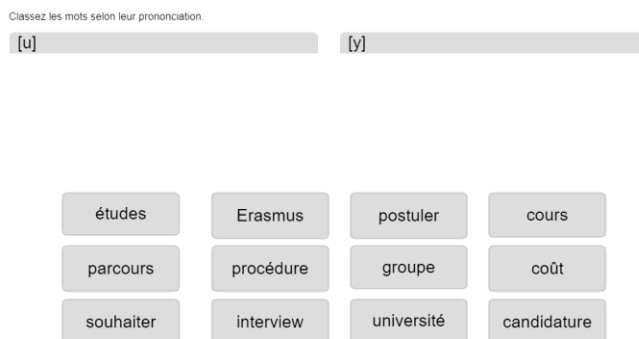 Classez les mots selon leur prononciation.
[u] [y]
études Erasmus postuler cours
parcours procédure groupe coût
souhaiter interview université candidature